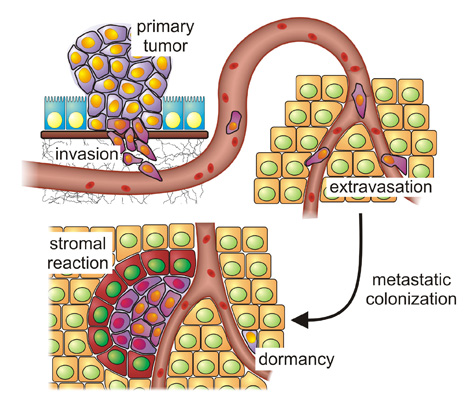 primary
tumor
invasion
extravasation
stromal
reaction
metastatic
colonization
dormancy